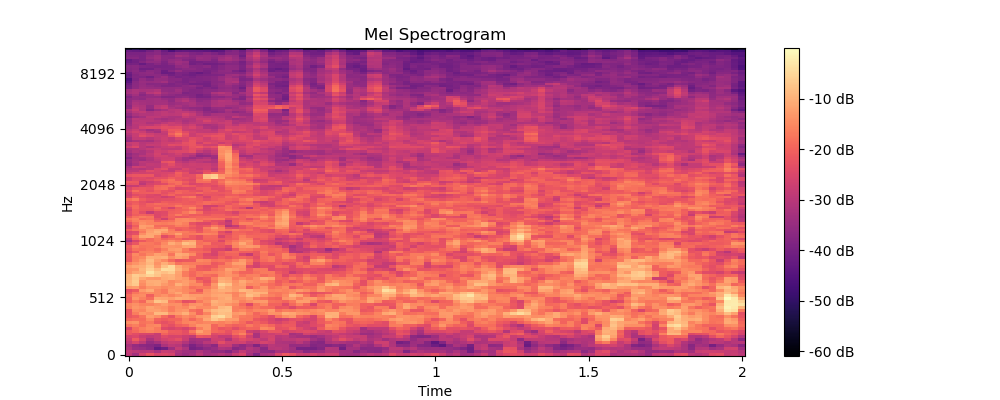 Mel Spectrogram
8192
4096
2048
1024
512
0
Hz
0
0.5
1
1.5
2
Time
-10 dB
-20 dB
-30 dB
-40 dB
-50 dB
-60 dB